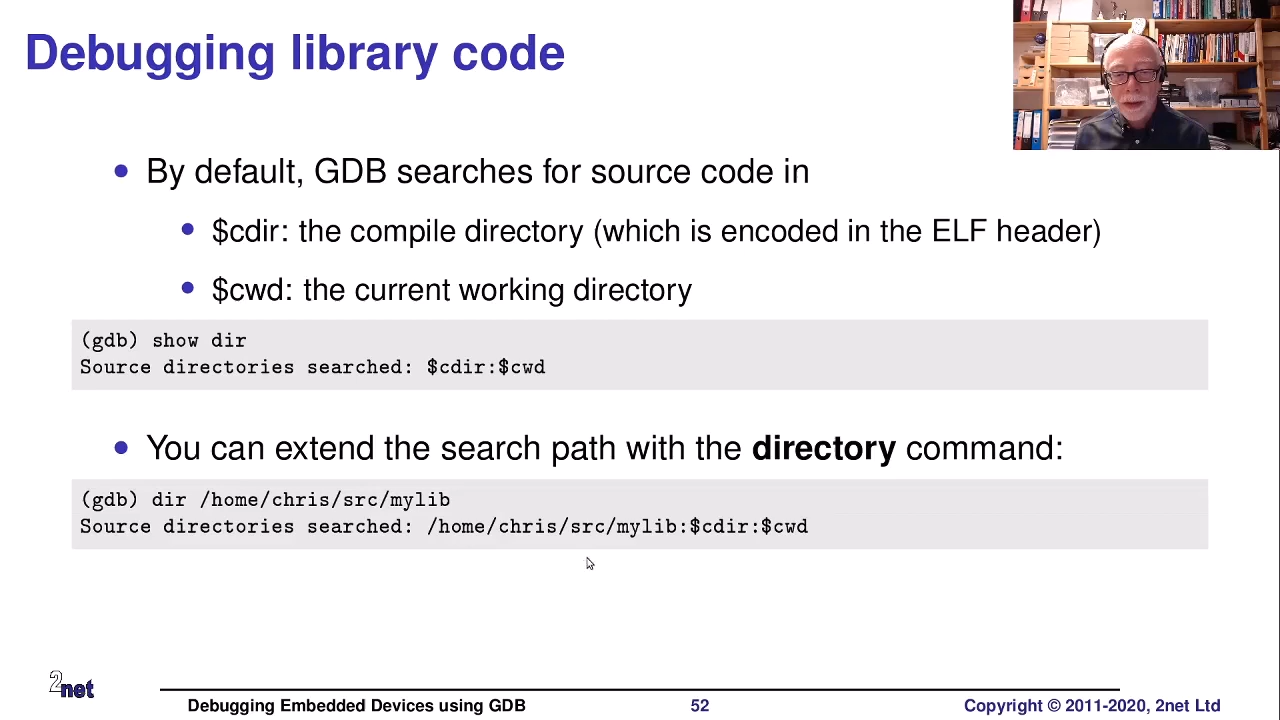 Debugging library code
• By default, GDB searches for source code in
• $cdir: the compile directory (which is encoded in the ELF header)
• $cwd: the current working directory
(gdb) show dir
Source directories searched: $cdir:$cwd
• You can extend the search path with the directory command:
(gdb) dir /home/chris/src/mylib
Source directories searched: /home/chris/src/mylib:$cdir:$cwd
2net
Debugging Embedded Devices using GDB
52
Copyright © 2011-2020, 2net Ltd